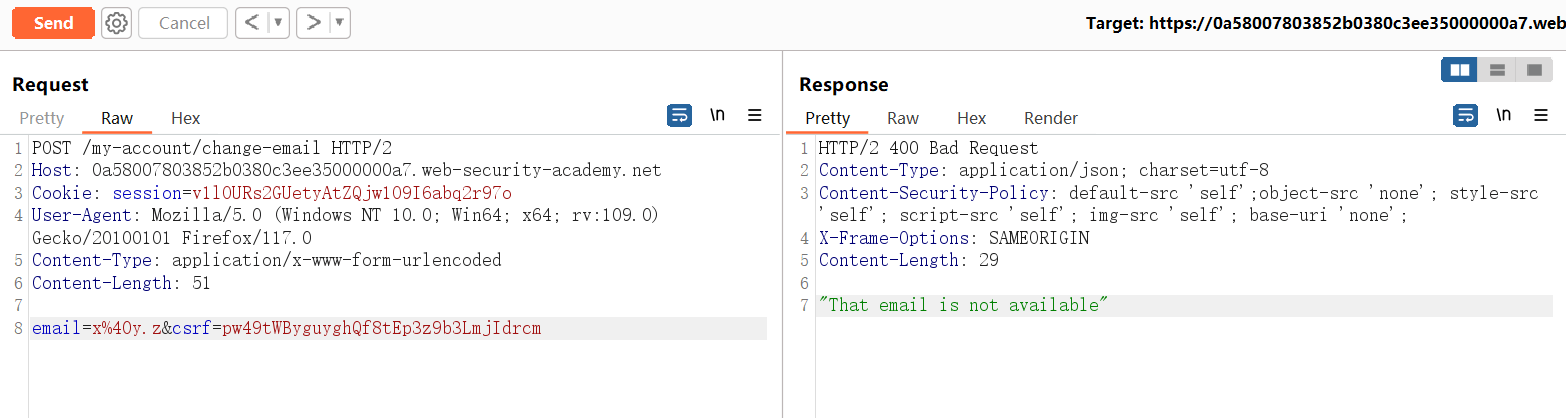 Send Cancel < ▼ > ▼ Target: https://0a58007803852b0380c3ee35000000a7.web
Request
Pretty Raw Hex \n ☰
1 POST /my-account/change-email HTTP/2
2 Host: 0a58007803852b0380c3ee35000000a7.web-security-academy.net
3 Cookie: session=v1lOURs2GUetyAtZQjw1O9I6abq2r97o
4 User-Agent: Mozilla/5.0 (Windows NT 10.0; Win64; x64; rv:109.0)
Gecko/20100101 Firefox/117.0
5 Content-Type: application/x-www-form-urlencoded
6 Content-Length: 51
7
8 email=x%40y.z&csrf=pw49tWByguyghQf8tEp3z9b3LmjIdrcm
Response
Pretty Raw Hex Render \n ☰
1 HTTP/2 400 Bad Request
2 Content-Type: application/json; charset=utf-8
3 Content-Security-Policy: default-src 'self';object-src 'none'; style-src
'self'; script-src 'self'; img-src 'self'; base-uri 'none';
4 X-Frame-Options: SAMEORIGIN
5 Content-Length: 29
6
7 "That email is not available"